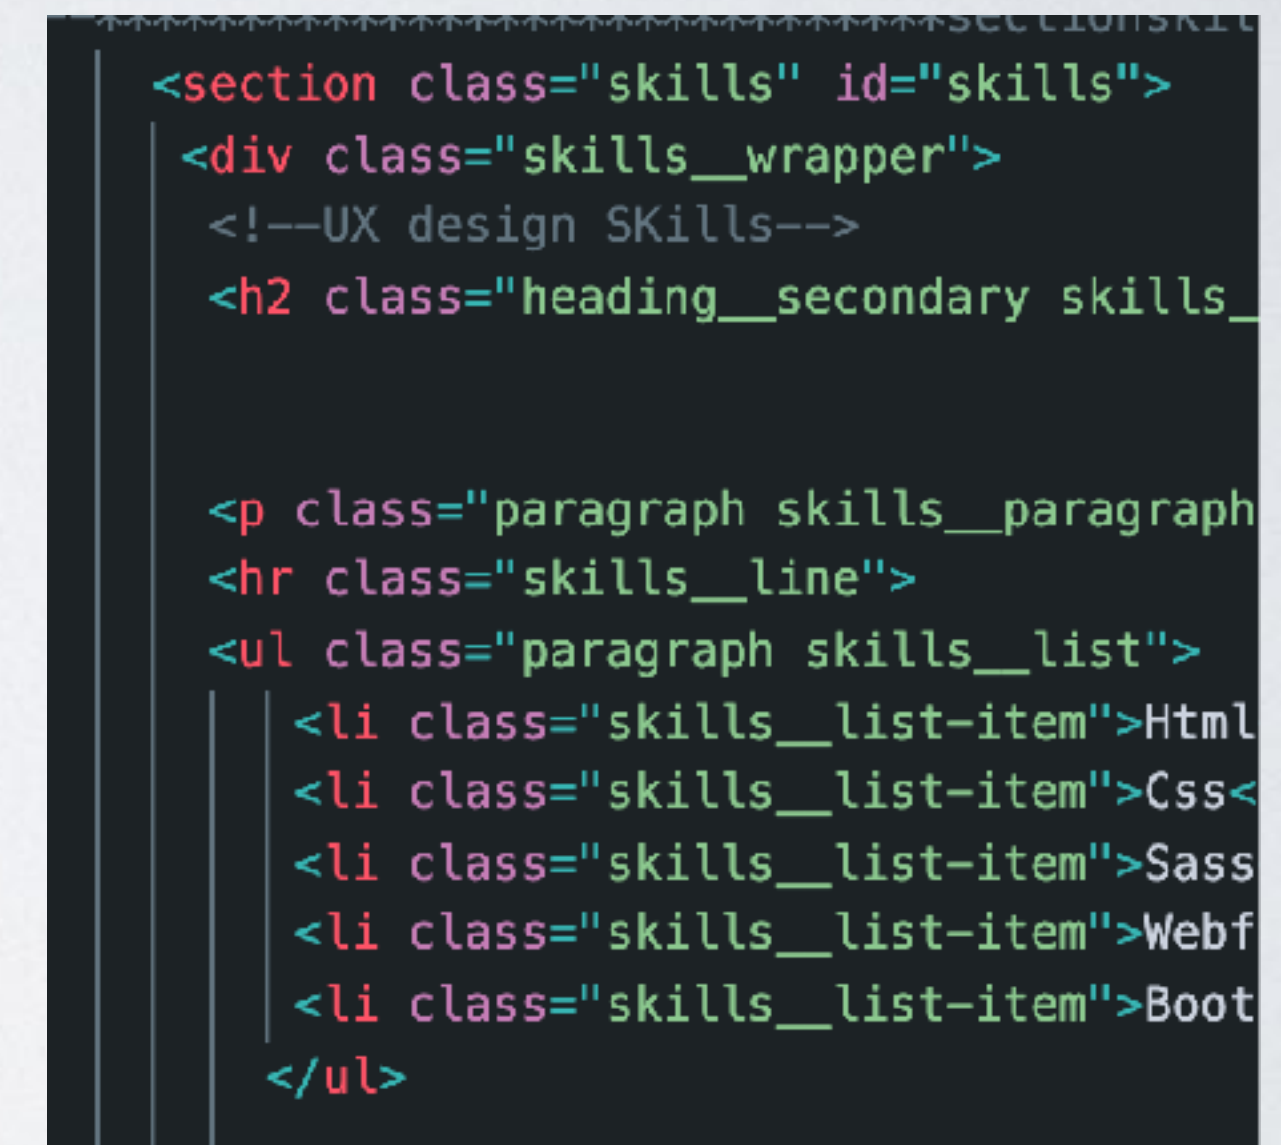 ******************************sectionskil
<section class="skills" id="skills">
<div class="skills__wrapper">
<!--UX design SKills-->
<h2 class="heading__secondary skills_
<p class="paragraph skills__paragraph
<hr class="skills__line">
<ul class="paragraph skills__list">
<li class="skills__list-item">Html
<li class="skills__list-item">Css<
<li class="skills__list-item">Sass
<li class="skills__list-item">Webf
<li class="skills__list-item">Boot
</ul>